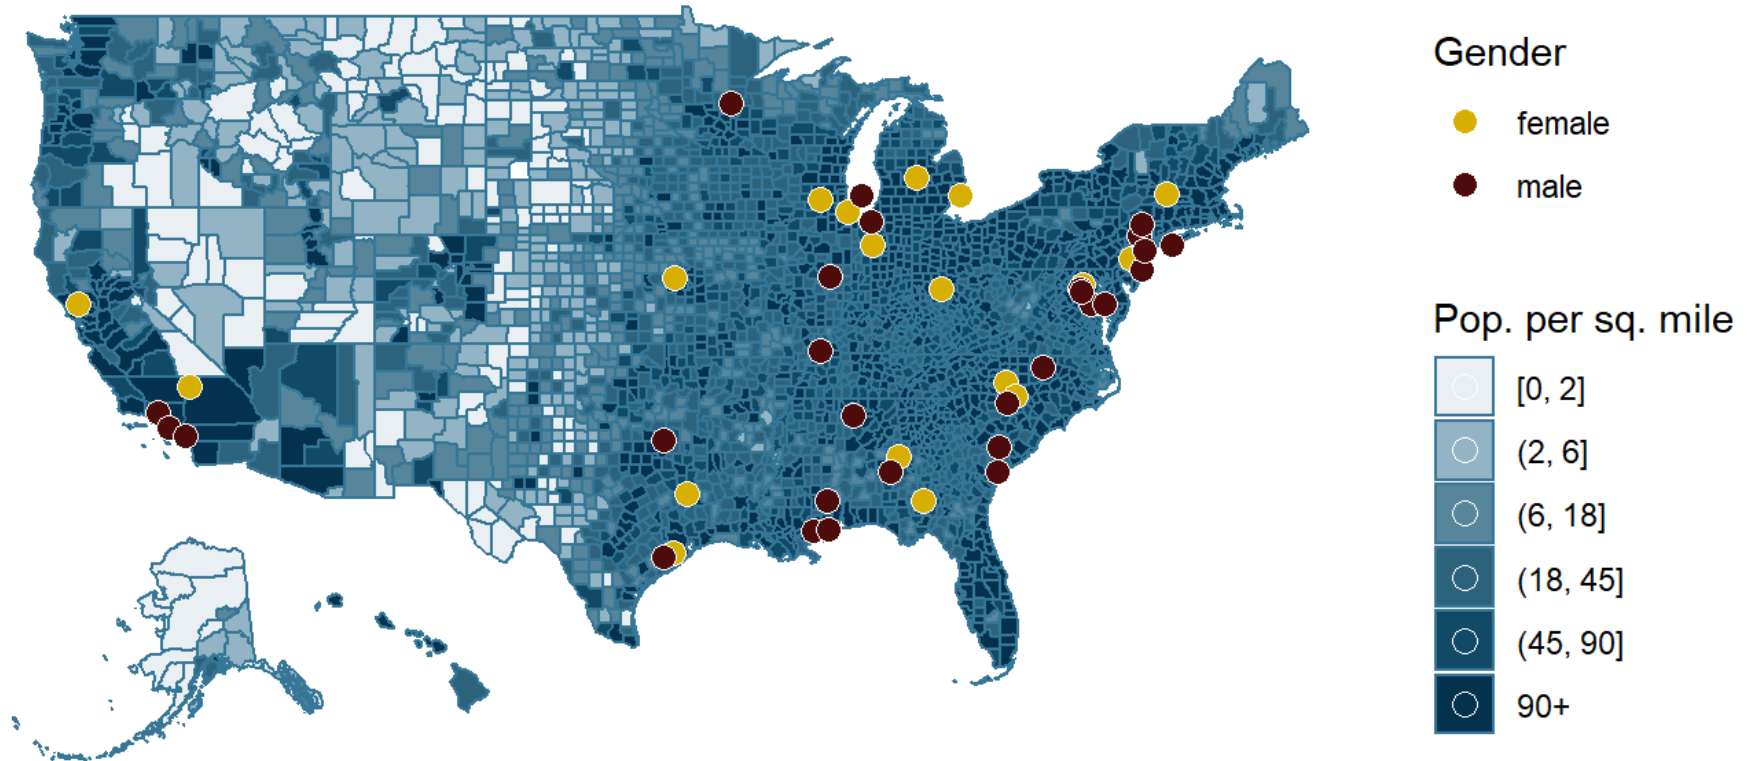 Gender
female
male
Pop. per sq. mile
[0, 2]
(2, 6]
(6, 18]
(18, 45]
(45, 90]
90+